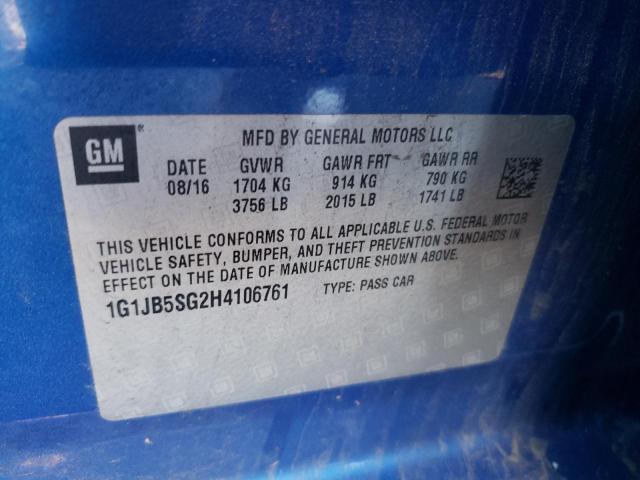 GM®
MFD BY GENERAL MOTORS LLC
DATE GVWR GAWR FRT GAWR RR
08/16 1704 KG 914 KG 790 KG
3756 LB 2015 LB 1741 LB
THIS VEHICLE CONFORMS TO ALL APPLICABLE U.S. FEDERAL MOTOR
VEHICLE SAFETY, BUMPER, AND THEFT PREVENTION STANDARDS IN
EFFECT ON THE DATE OF MANUFACTURE SHOWN ABOVE.
1G1JB5SG2H4106761 TYPE: PASS CAR